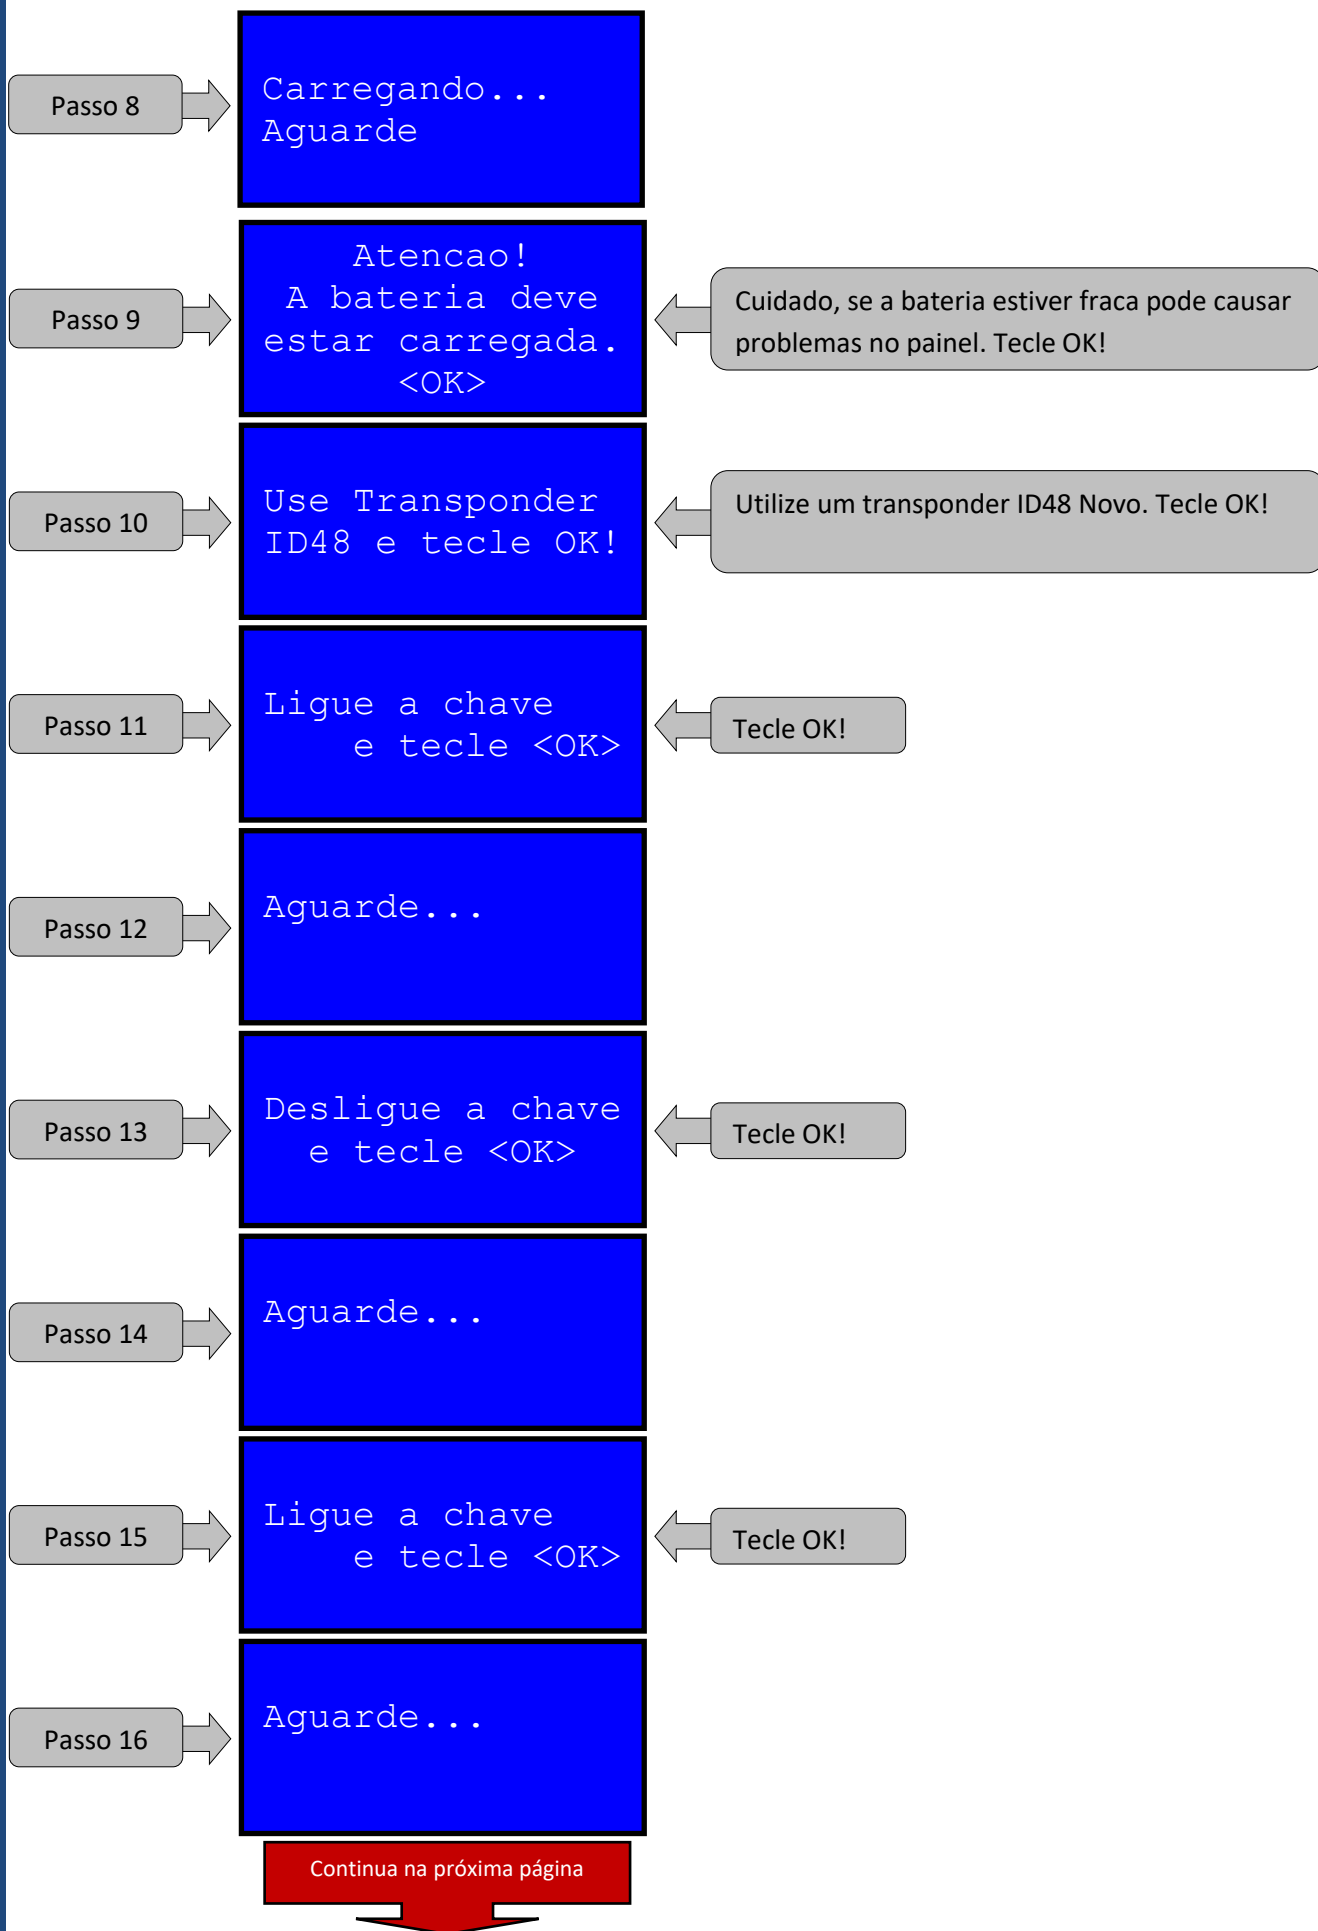 Passo 8
Carregando...
Aguarde
Passo 9
Atencao!
A bateria deve
estar carregada.
<OK>
Cuidado, se a bateria estiver fraca pode causar
problemas no painel. Tecle OK!
Passo 10
Use Transponder
ID48 e tecle OK!
Utilize um transponder ID48 Novo. Tecle OK!
Passo 11
Ligue a chave
e tecle <OK>
Tecle OK!
Passo 12
Aguarde...
Passo 13
Desligue a chave
e tecle <OK>
Tecle OK!
Passo 14
Aguarde...
Passo 15
Ligue a chave
e tecle <OK>
Tecle OK!
Passo 16
Aguarde...
Continua na próxima página